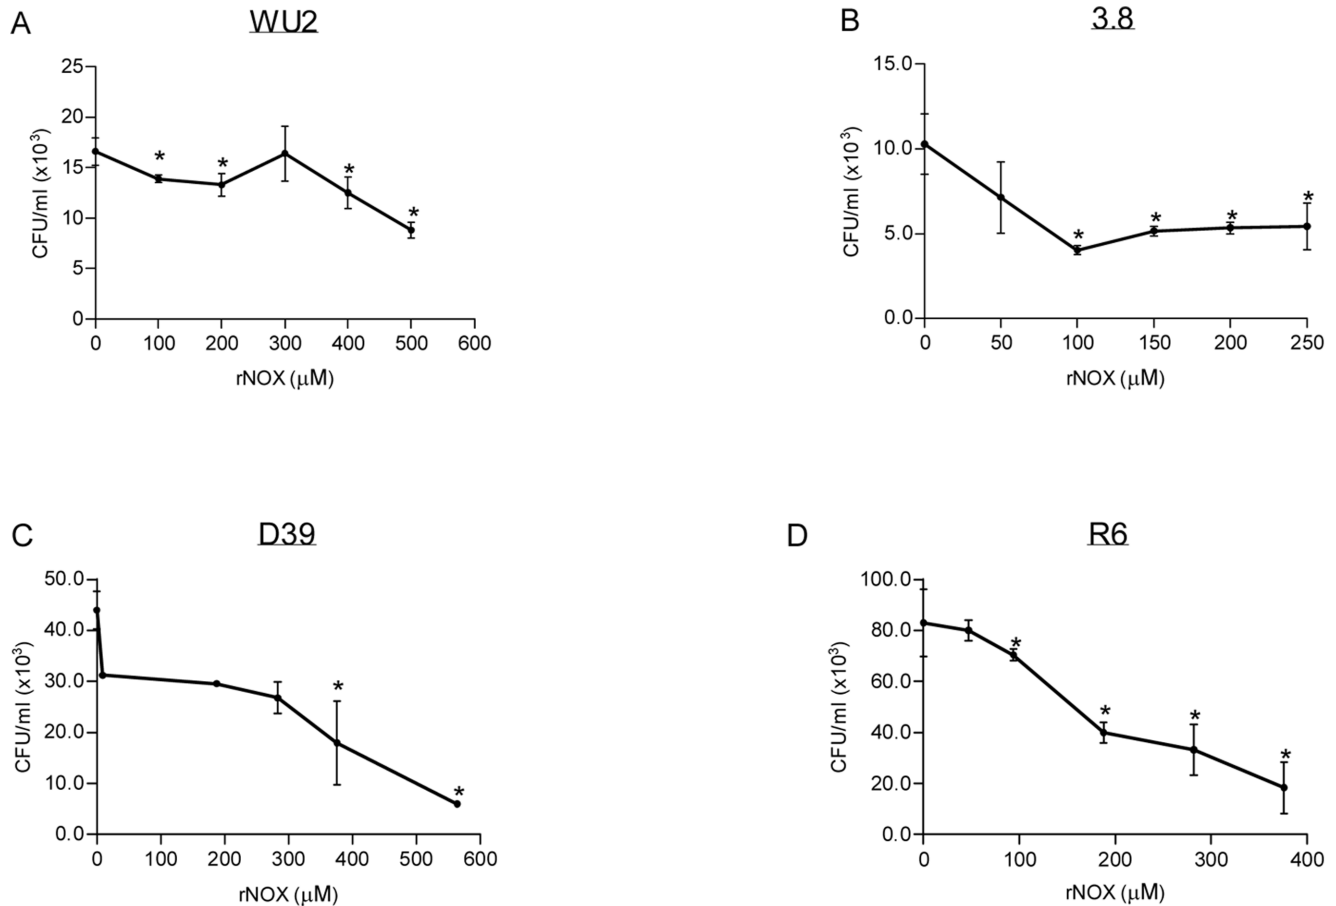 A
WU2
CFU/ml (x10³)
25
20
15
10
5
0
* * * *
0 100 200 300 400 500 600
rNOX (μM)
B
3.8
CFU/ml (x10³)
15.0
10.0
5.0
0.0
* * * *
0 50 100 150 200 250
rNOX (μM)
C
D39
CFU/ml (x10³)
50.0
40.0
30.0
20.0
10.0
0.0
* *
0 100 200 300 400 500 600
rNOX (μM)
D
R6
CFU/ml (x10³)
100.0
80.0
60.0
40.0
20.0
0.0
* * * *
0 100 200 300 400
rNOX (μM)